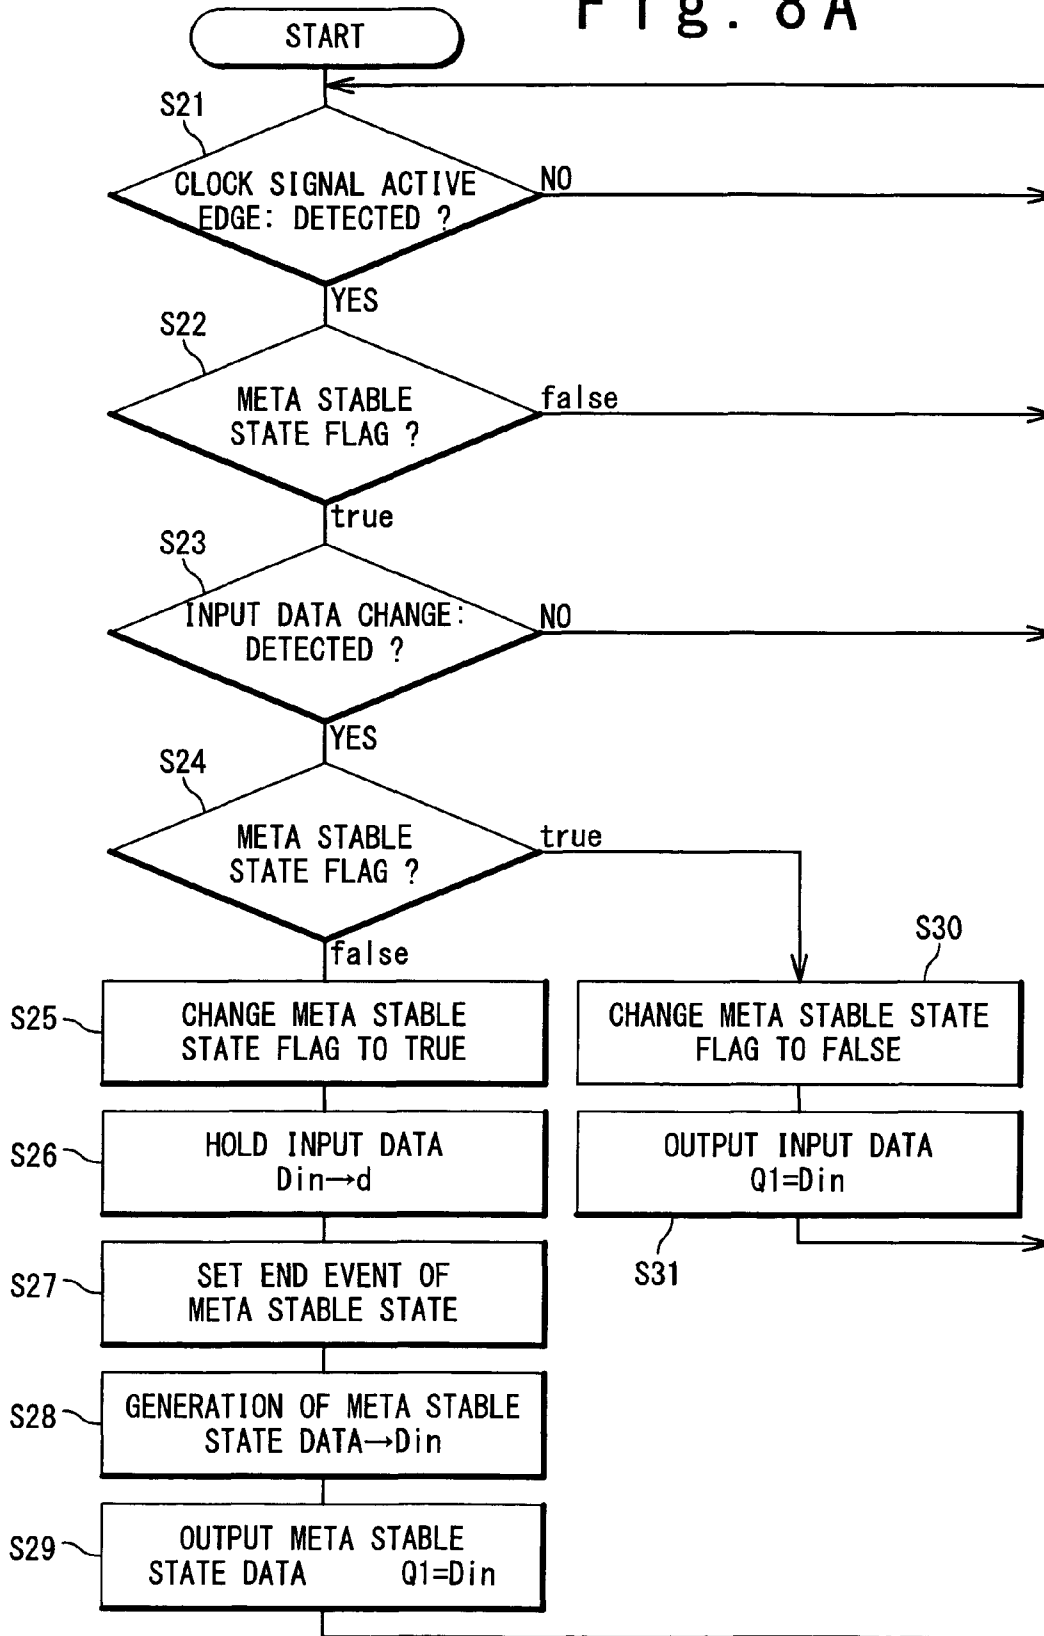 Fig. 8A
START
S21
CLOCK SIGNAL ACTIVE
EDGE: DETECTED ?
NO
YES
S22
META STABLE
STATE FLAG ?
false
true
S23
INPUT DATA CHANGE:
DETECTED ?
NO
YES
S24
META STABLE
STATE FLAG ?
true
false
S25
CHANGE META STABLE
STATE FLAG TO TRUE
S30
CHANGE META STABLE STATE
FLAG TO FALSE
S26
HOLD INPUT DATA
Din→d
OUTPUT INPUT DATA
Q1=Din
S31
S27
SET END EVENT OF
META STABLE STATE
S28
GENERATION OF META STABLE
STATE DATA→Din
S29
OUTPUT META STABLE
STATE DATA Q1=Din